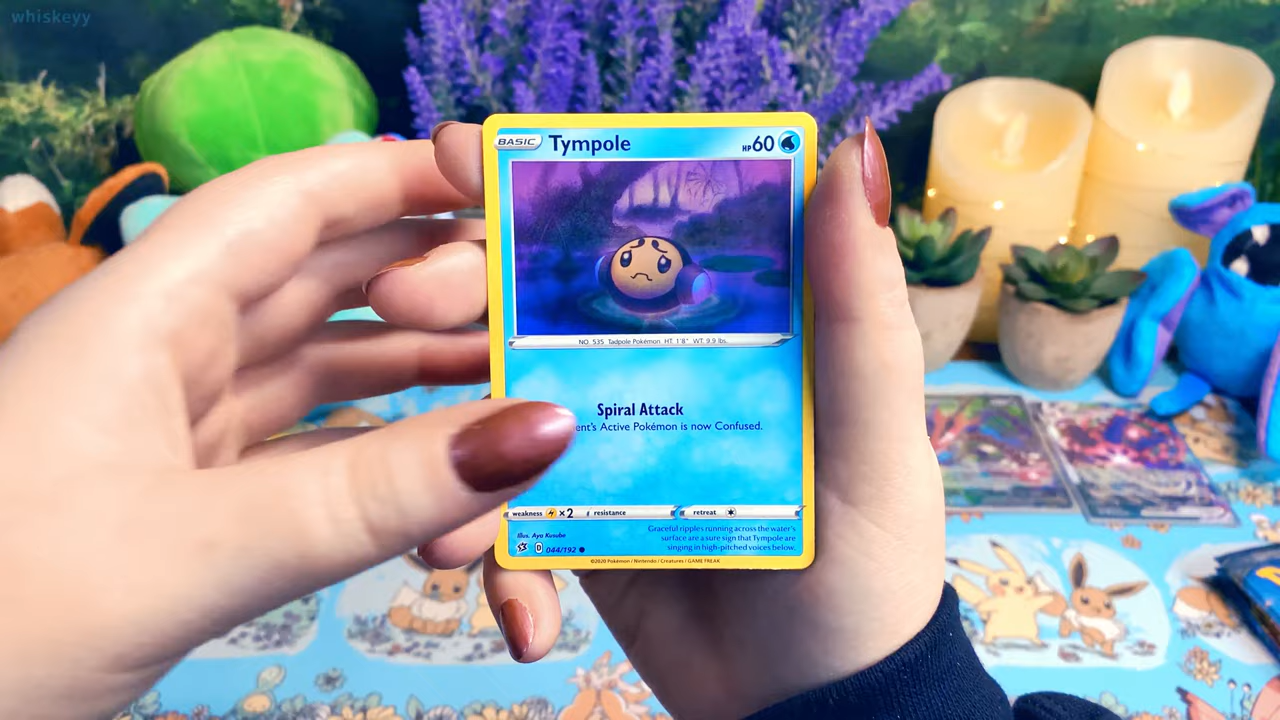 whiskeyy
BASIC Tympole HP 60
NO. 535 Tadpole Pokémon HT. 1'8" WT. 9.9 lbs.
Spiral Attack
ent's Active Pokémon is now Confused.
weakness ×2 resistance retreat
Illus. Aya Kusube
Graceful ripples running across the water's
surface are a sure sign that Tympole are
singing in high-pitched voices below.
D 044/192
©2020 Pokémon / Nintendo / Creatures / GAME FREAK